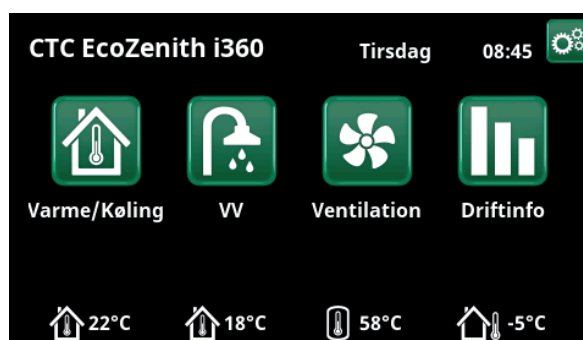 CTC EcoZenith i360 Tirsdag 08:45
Varme/Køling VV Ventilation Driftinfo
22°C 18°C 58°C -5°C